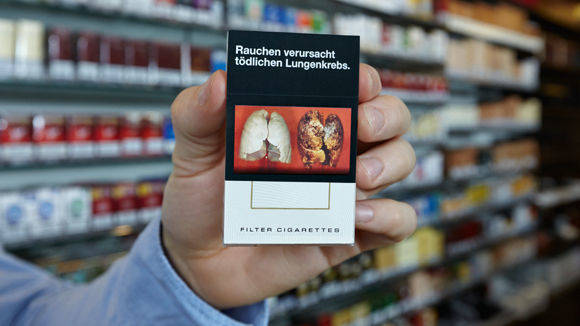 Rauchen verursacht
tödlichen Lungenkrebs.
FILTER CIGARETTES